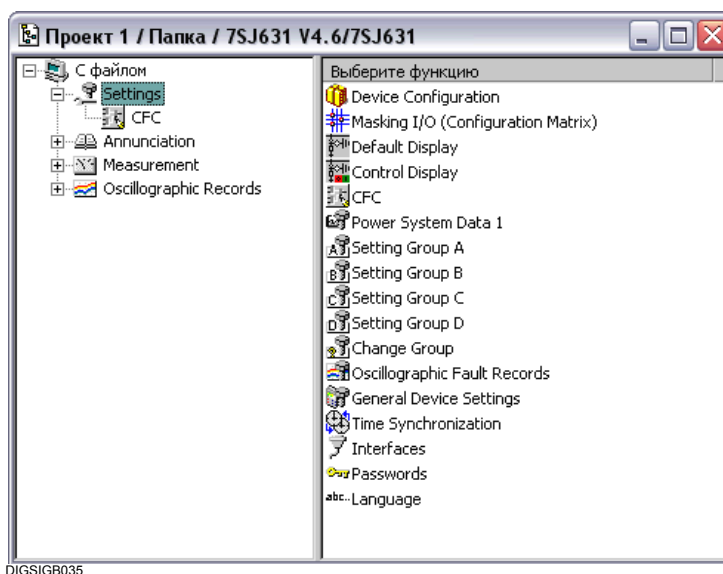 Проект 1 / Папка / 7SJ631 V4.6/7SJ631
С файлом
Settings
CFC
Annunciation
Measurement
Oscillographic Records
Выберите функцию
Device Configuration
Masking I/O (Configuration Matrix)
Default Display
Control Display
CFC
Power System Data 1
A Setting Group A
B Setting Group B
C Setting Group C
D Setting Group D
Change Group
Oscillographic Fault Records
General Device Settings
Time Synchronization
Interfaces
Passwords
abc.. Language
DIGSIGB035